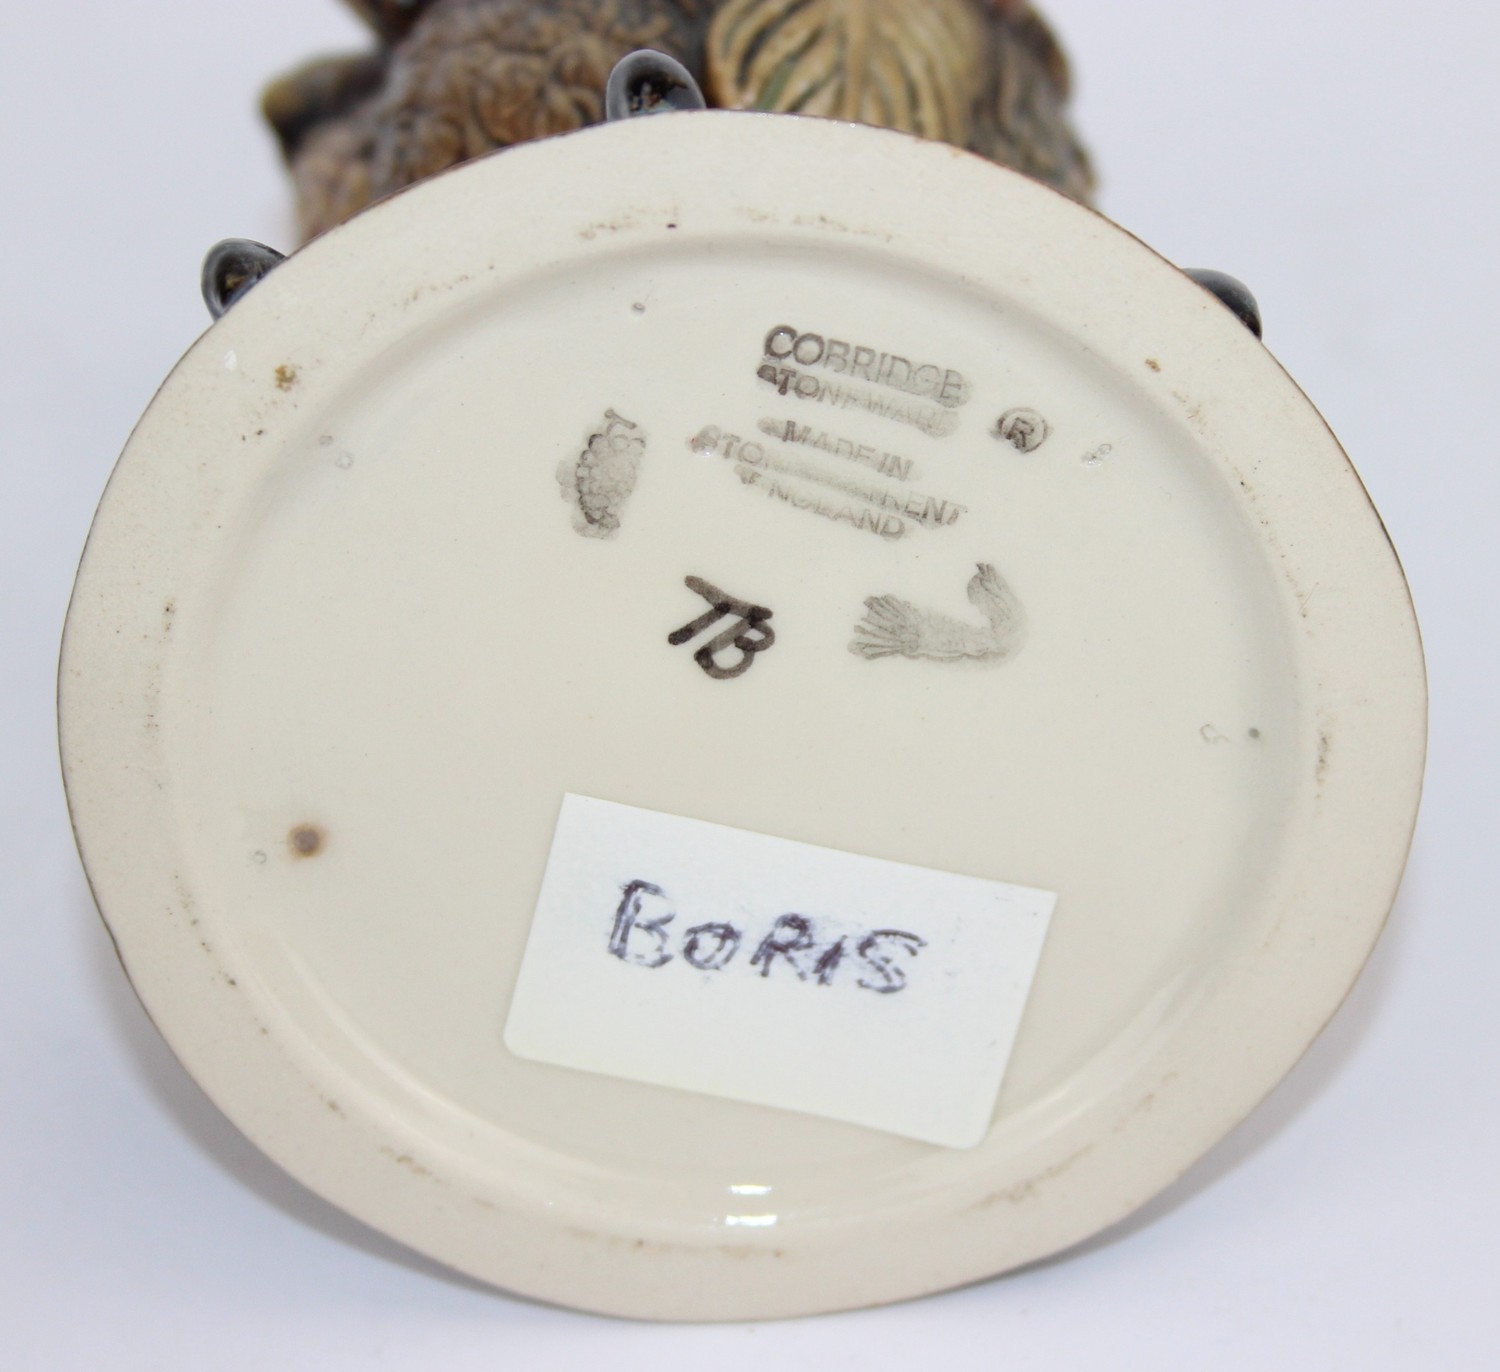 COBRIDGE
STONEWARE
®
MADE IN
STOKE ON TRENT
ENGLAND
TB
BORIS